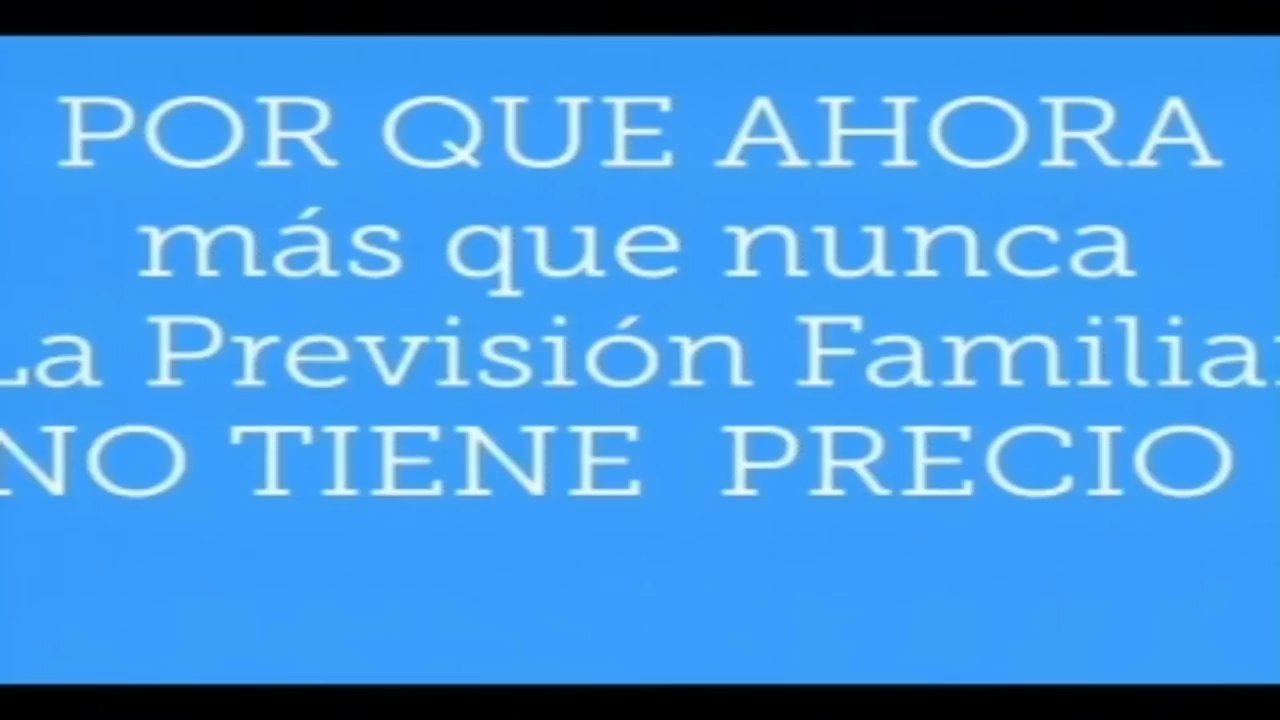 POR QUE AHORA
más que nunca
La Previsión Familiar
NO TIENE PRECIO